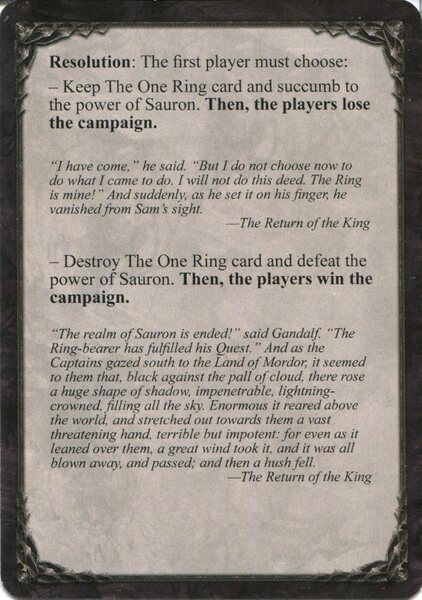 Resolution: The first player must choose:
– Keep The One Ring card and succumb to
the power of Sauron. Then, the players lose
the campaign.
“I have come,” he said. “But I do not choose now to
do what I came to do. I will not do this deed. The Ring
is mine!” And suddenly, as he set it on his finger, he
vanished from Sam’s sight.
—The Return of the King
– Destroy The One Ring card and defeat the
power of Sauron. Then, the players win the
campaign.
“The realm of Sauron is ended!” said Gandalf. “The
Ring-bearer has fulfilled his Quest.” And as the
Captains gazed south to the Land of Mordor, it seemed
to them that, black against the pall of cloud, there rose
a huge shape of shadow, impenetrable, lightning-
crowned, filling all the sky. Enormous it reared above
the world, and stretched out towards them a vast
threatening hand, terrible but impotent: for even as it
leaned over them, a great wind took it, and it was all
blown away, and passed; and then a hush fell.
—The Return of the King